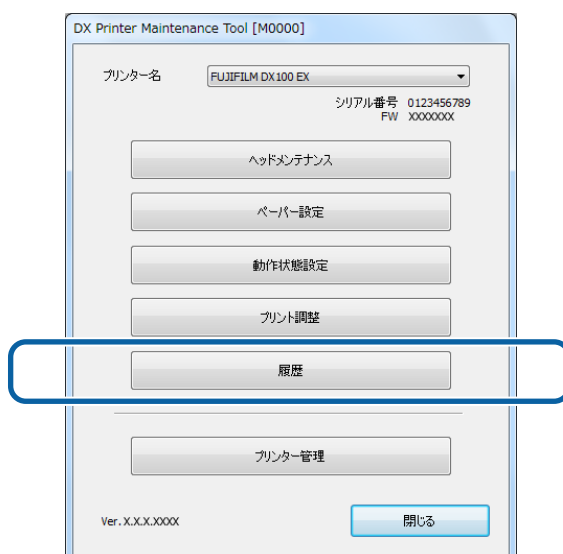 DX Printer Maintenance Tool [M0000]
プリンター名 FUJIFILM DX100 EX
シリアル番号 0123456789
FW XXXXXXX
ヘッドメンテナンス
ペーパー設定
動作状態設定
プリント調整
履歴
プリンター管理
Ver.X.X.X.XXXX 閉じる